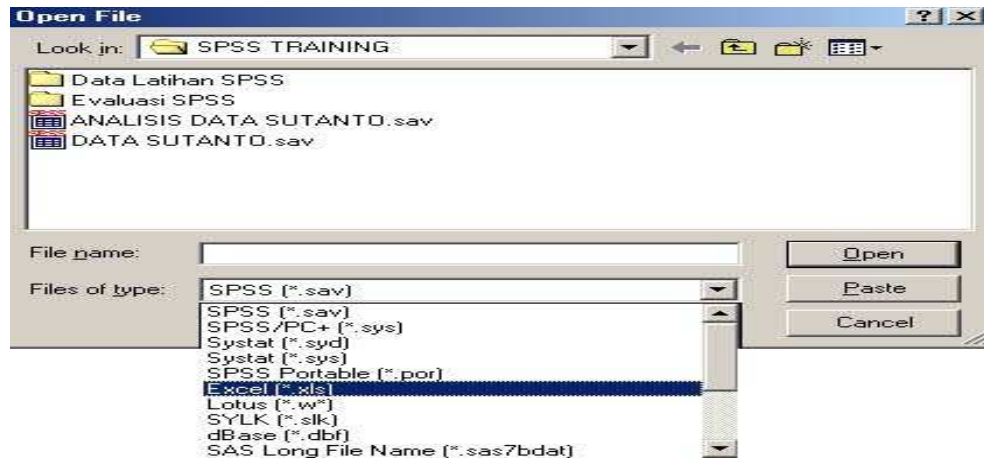 Open File
Look in: SPSS TRAINING
Data Latihan SPSS
Evaluasi SPSS
ANALISIS DATA SUTANTO.sav
DATA SUTANTO.sav
File name:
Open
Files of type: SPSS (*.sav)
Paste
SPSS (*.sav)
Cancel
SPSS/PC+ (*.sys)
Systat (*.syd)
Systat (*.sys)
SPSS Portable (*.por)
Excel (*.xls)
Lotus (*.w*)
SYLK (*.slk)
dBase (*.dbf)
SAS Long File Name (*.sas7bdat)